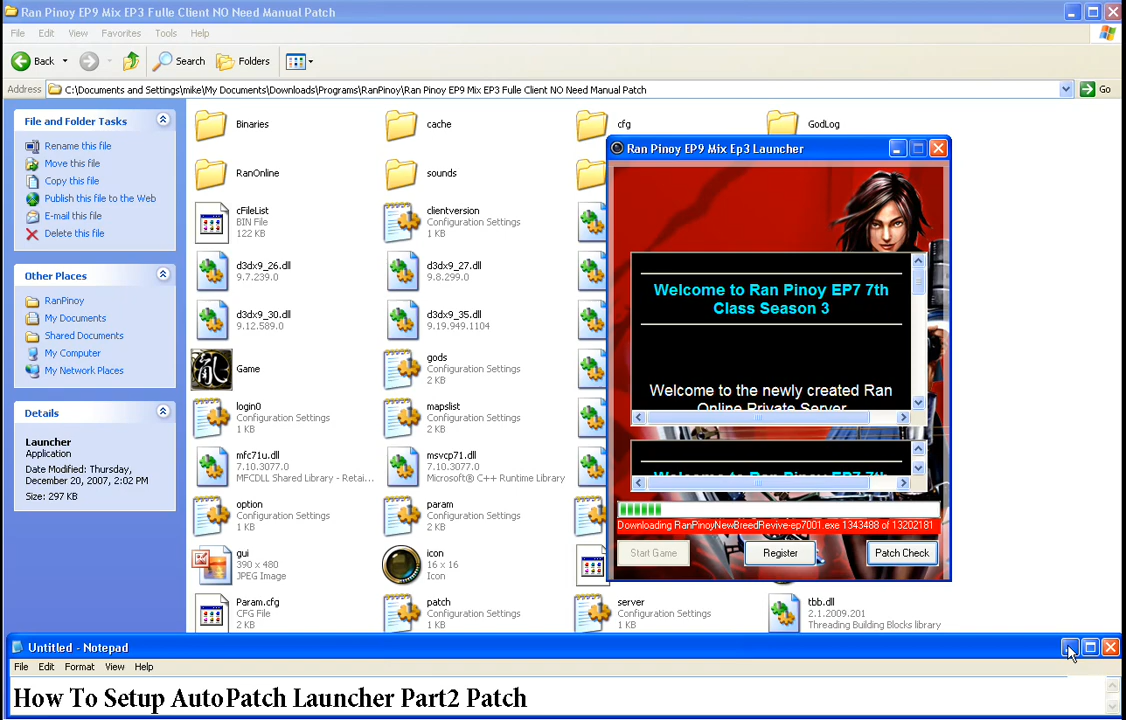 Ran Pinoy EP9 Mix EP3 Fulle Client NO Need Manual Patch
File Edit View Favorites Tools Help
Back Search Folders
Address C:\Documents and Settings\mike\My Documents\Downloads\Programs\RanPinoy\Ran Pinoy EP9 Mix EP3 Fulle Client NO Need Manual Patch Go
File and Folder Tasks
Rename this file
Move this file
Copy this file
Publish this file to the Web
E-mail this file
Delete this file
Other Places
RanPinoy
My Documents
Shared Documents
My Computer
My Network Places
Details
Launcher
Application
Date Modified: Thursday,
December 20, 2007, 2:02 PM
Size: 297 KB
Binaries
cache
cfg
GodLog
RanOnline
sounds
cFileList
BIN File
122 KB
clientversion
Configuration Settings
1 KB
d3dx9_26.dll
9.7.239.0
d3dx9_27.dll
9.8.299.0
d3dx9_30.dll
9.12.589.0
d3dx9_35.dll
9.19.949.1104
亂
Game
gods
Configuration Settings
2 KB
login0
Configuration Settings
1 KB
mapslist
Configuration Settings
2 KB
mfc71u.dll
7.10.3077.0
MFCDLL Shared Library - Retai...
msvcp71.dll
7.10.3077.0
Microsoft® C++ Runtime Library
option
Configuration Settings
1 KB
param
Configuration Settings
2 KB
gui
390 x 480
JPEG Image
icon
16 x 16
Icon
Param.cfg
CFG File
2 KB
patch
Configuration Settings
1 KB
server
Configuration Settings
1 KB
tbb.dll
2.1.2009.201
Threading Building Blocks library
Ran Pinoy EP9 Mix Ep3 Launcher
Welcome to Ran Pinoy EP7 7th
Class Season 3
Welcome to the newly created Ran
Online Private Server
Welcome to Ran Pinoy EP7 7th
Downloading RanPinoyNewBreedRevive-ep7001.exe 1343488 of 13202181
Start Game Register Patch Check
Untitled - Notepad
File Edit Format View Help
How To Setup AutoPatch Launcher Part2 Patch